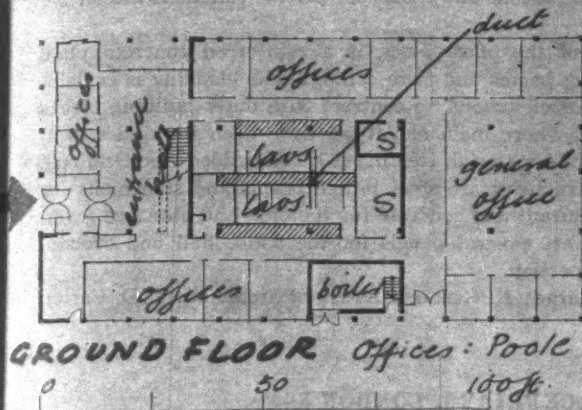 duct
offices
offices
entrance
hall
lavs
lavs
S
S
general
office
offices
boiler
GROUND FLOOR offices: Poole
0 50 100ft.